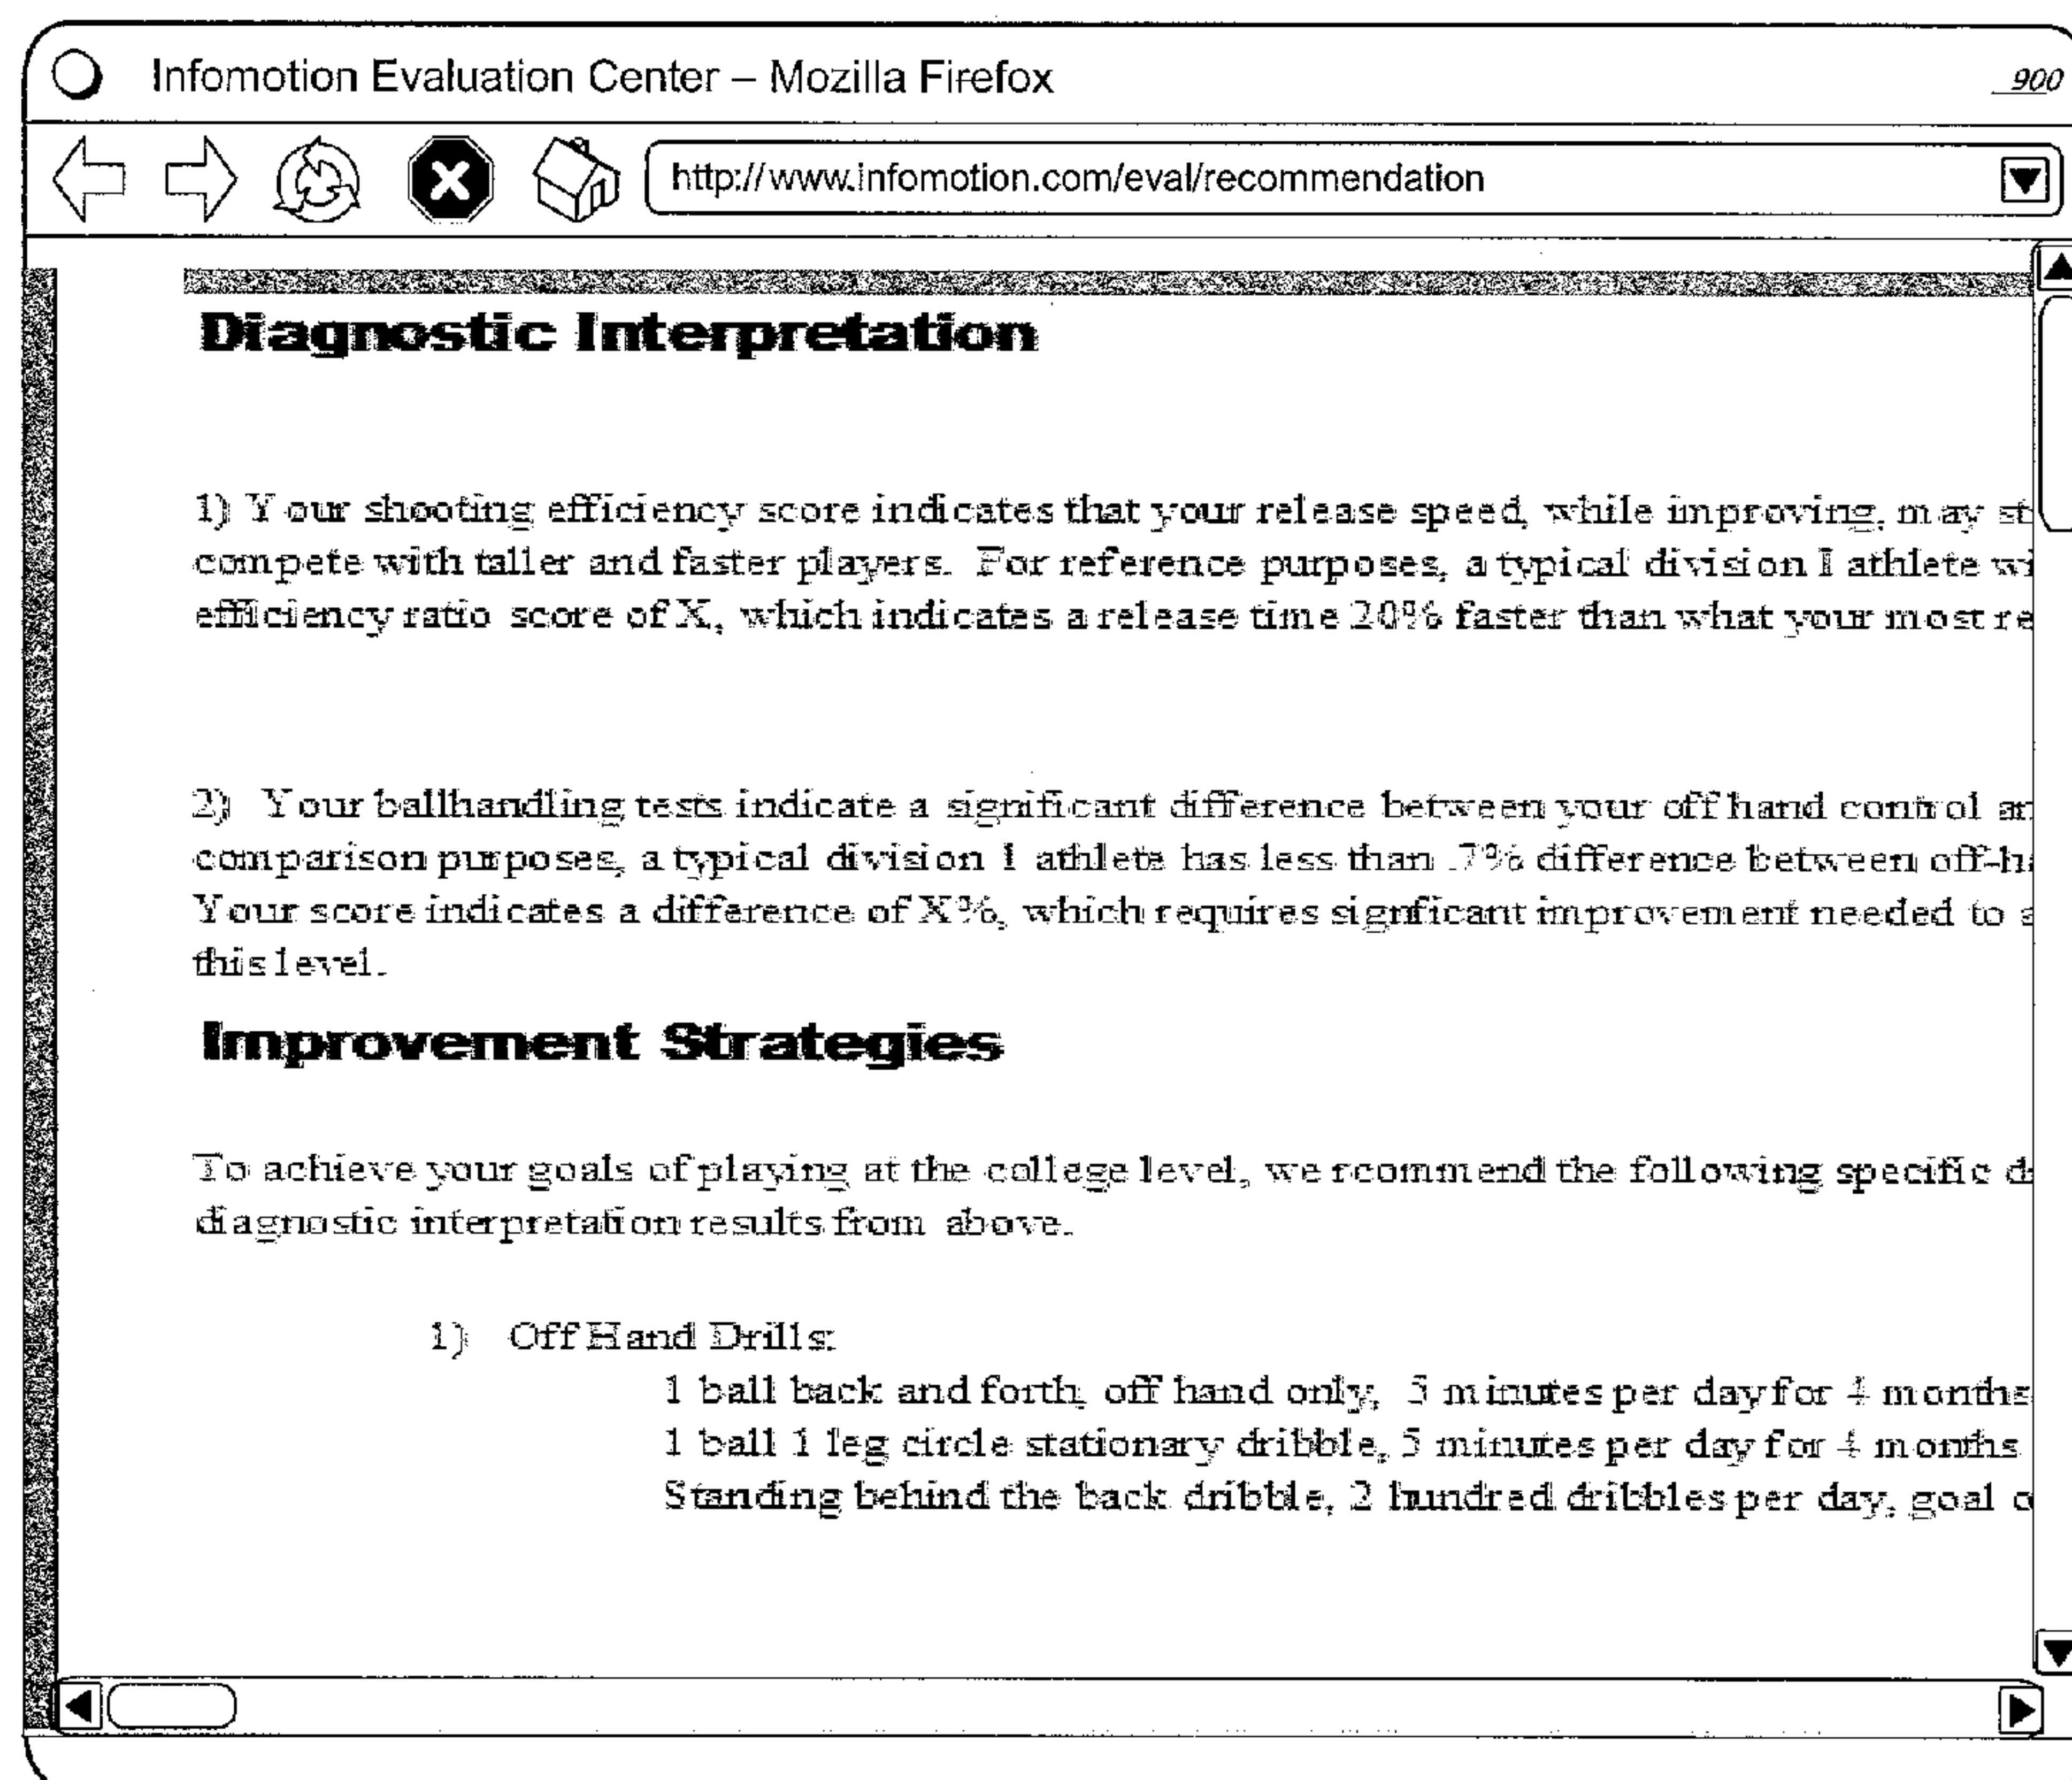 Infomotion Evaluation Center – Mozilla Firefox
900
http://www.infomotion.com/eval/recommendation
Diagnostic Interpretation
1) Your shooting efficiency score indicates that your release speed, while improving, may
compete with taller and faster players. For reference purposes, a typical division I athlete
efficiency ratio score of X, which indicates a release time 20% faster than what your most
2) Your ballhandling tests indicate a significant difference between your off hand control
comparison purposes, a typical division 1 athlete has less than .7% difference between
Your score indicates a difference of X%, which requires signficant improvement needed to
this level.
Improvement Strategies
To achieve your goals of playing at the college level, we rcommend the following specific
diagnostic interpretation results from above.
1) Off Hand Drills:
1 ball back and forth, off hand only, 5 minutes per day for 4 months
1 ball 1 leg circle stationary dribble, 5 minutes per day for 4 months
Standing behind the back dribble, 2 hundred dribbles per day, goal